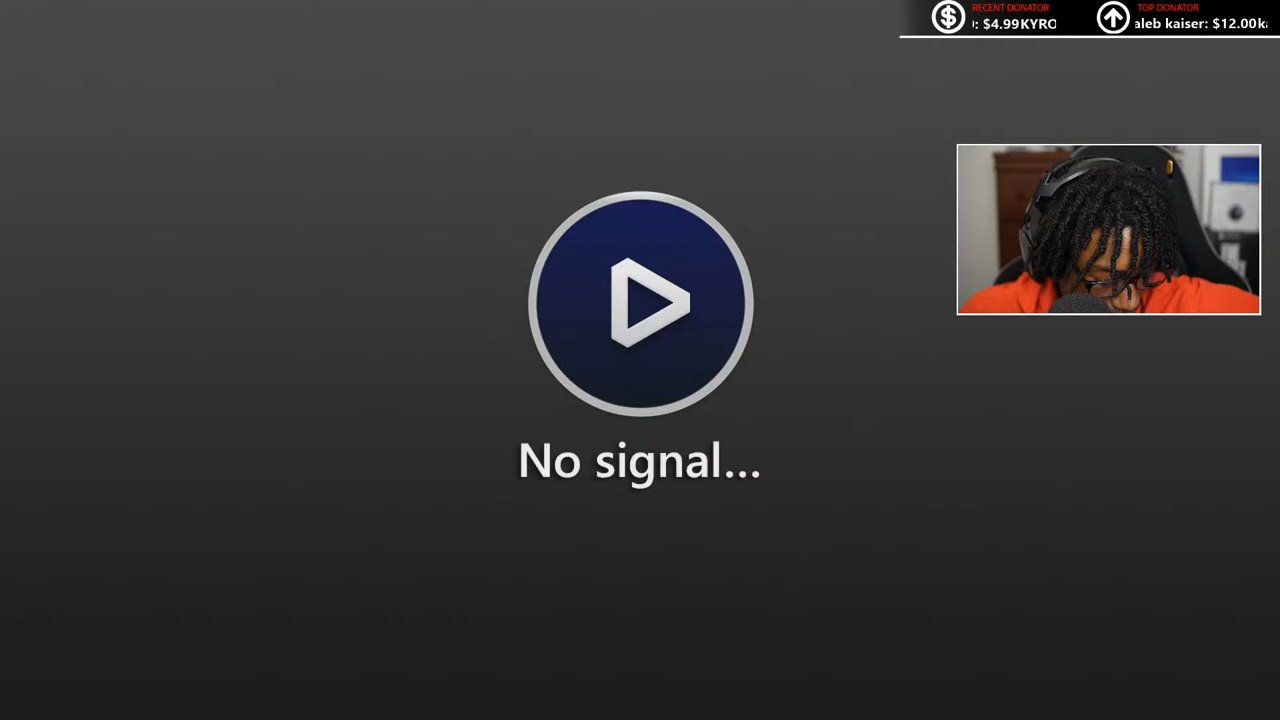 RECENT DONATOR
: $4.99KYRO
TOP DONATOR
aleb kaiser: $12.00k
No signal...